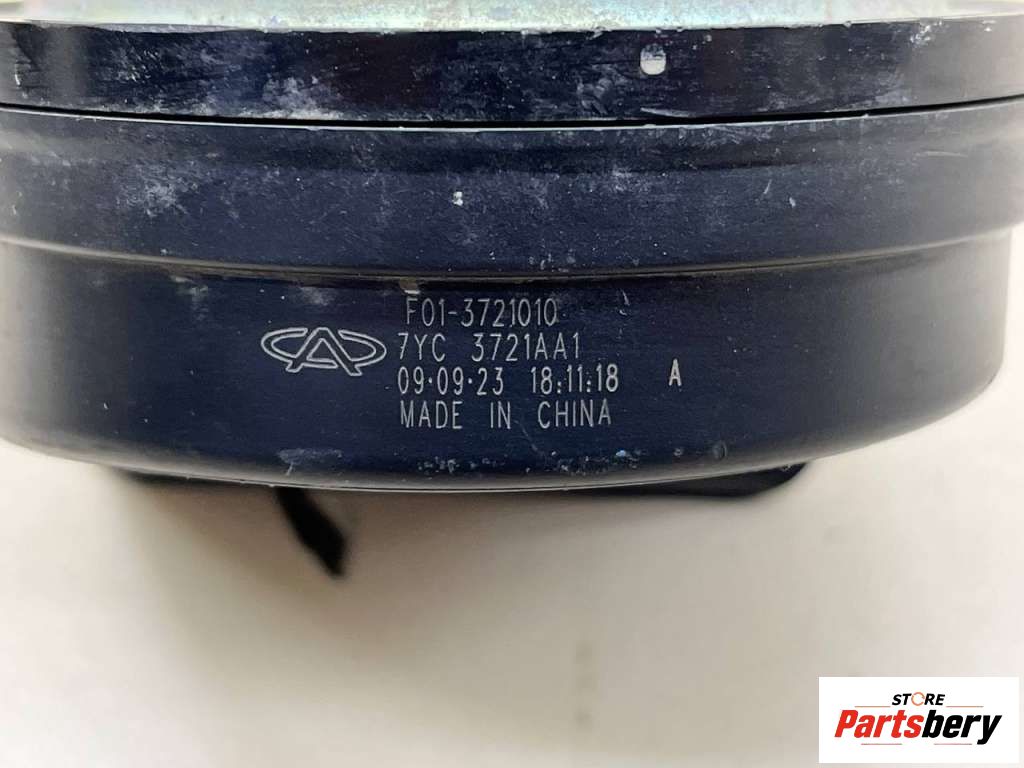 F01-3721010
7YC 3721AA1
09·09·23 18:11:18 A
MADE IN CHINA
STORE
Partsbery